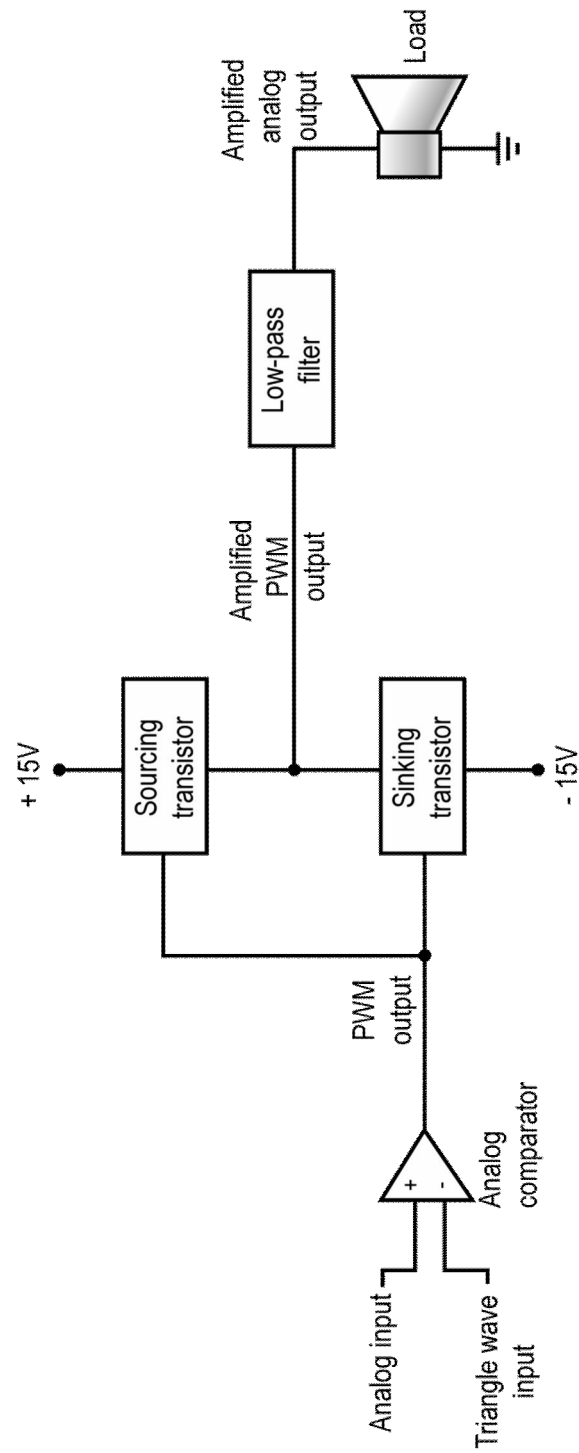 Analog input
Triangle wave
input
+
-
Analog
comparator
PWM
output
+ 15V
Sourcing
transistor
Sinking
transistor
- 15V
Amplified
PWM
output
Low-pass
filter
Amplified
analog
output
Load